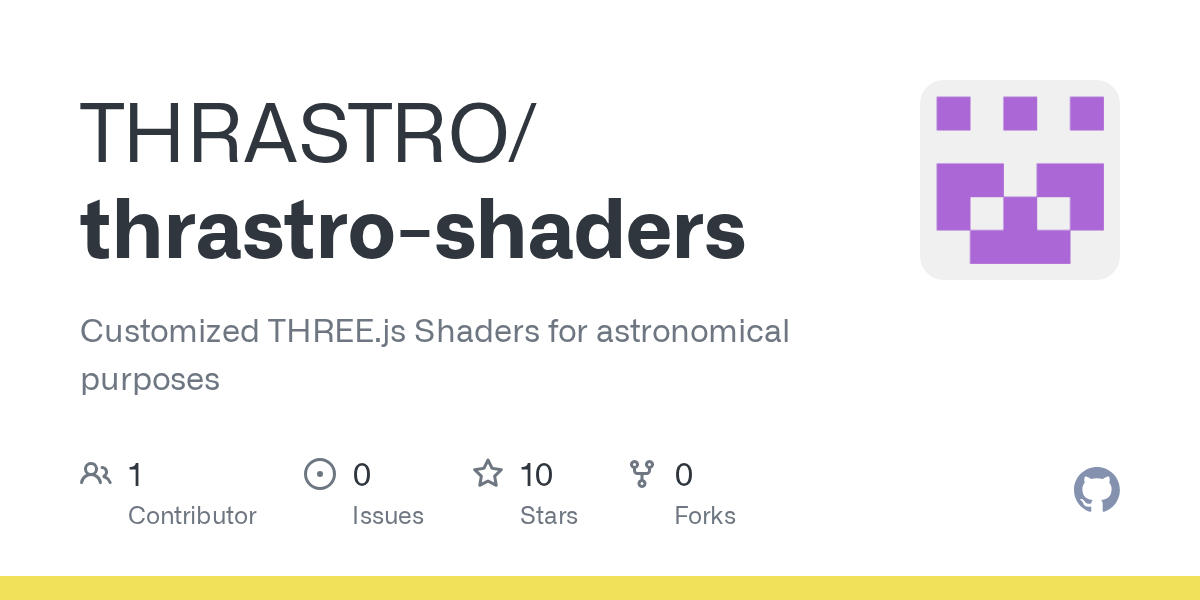 THRASTRO/
thrastro-shaders
Customized THREE.js Shaders for astronomical
purposes
1 0 10 0
Contributor Issues Stars Forks